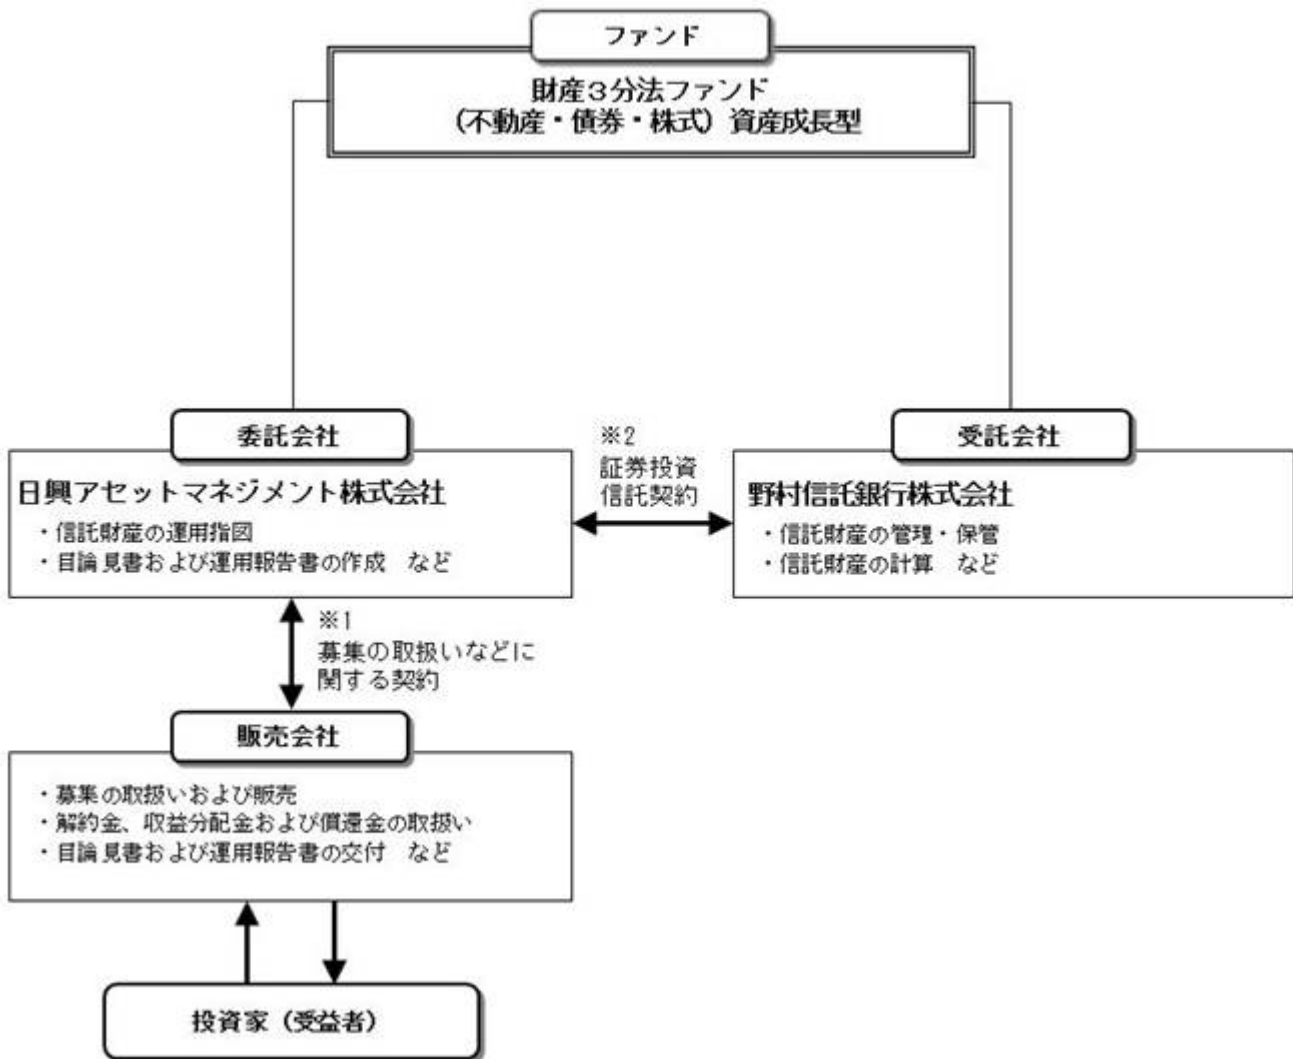 ファンド
財産3分法ファンド
(不動産・債券・株式)資産成長型
委託会社
日興アセットマネジメント株式会社
・信託財産の運用指図
・目論見書および運用報告書の作成　など
※2
証券投資
信託契約
受託会社
野村信託銀行株式会社
・信託財産の管理・保管
・信託財産の計算　など
※1
募集の取扱いなどに
関する契約
販売会社
・募集の取扱いおよび販売
・解約金、収益分配金および償還金の取扱い
・目論見書および運用報告書の交付　など
投資家(受益者)